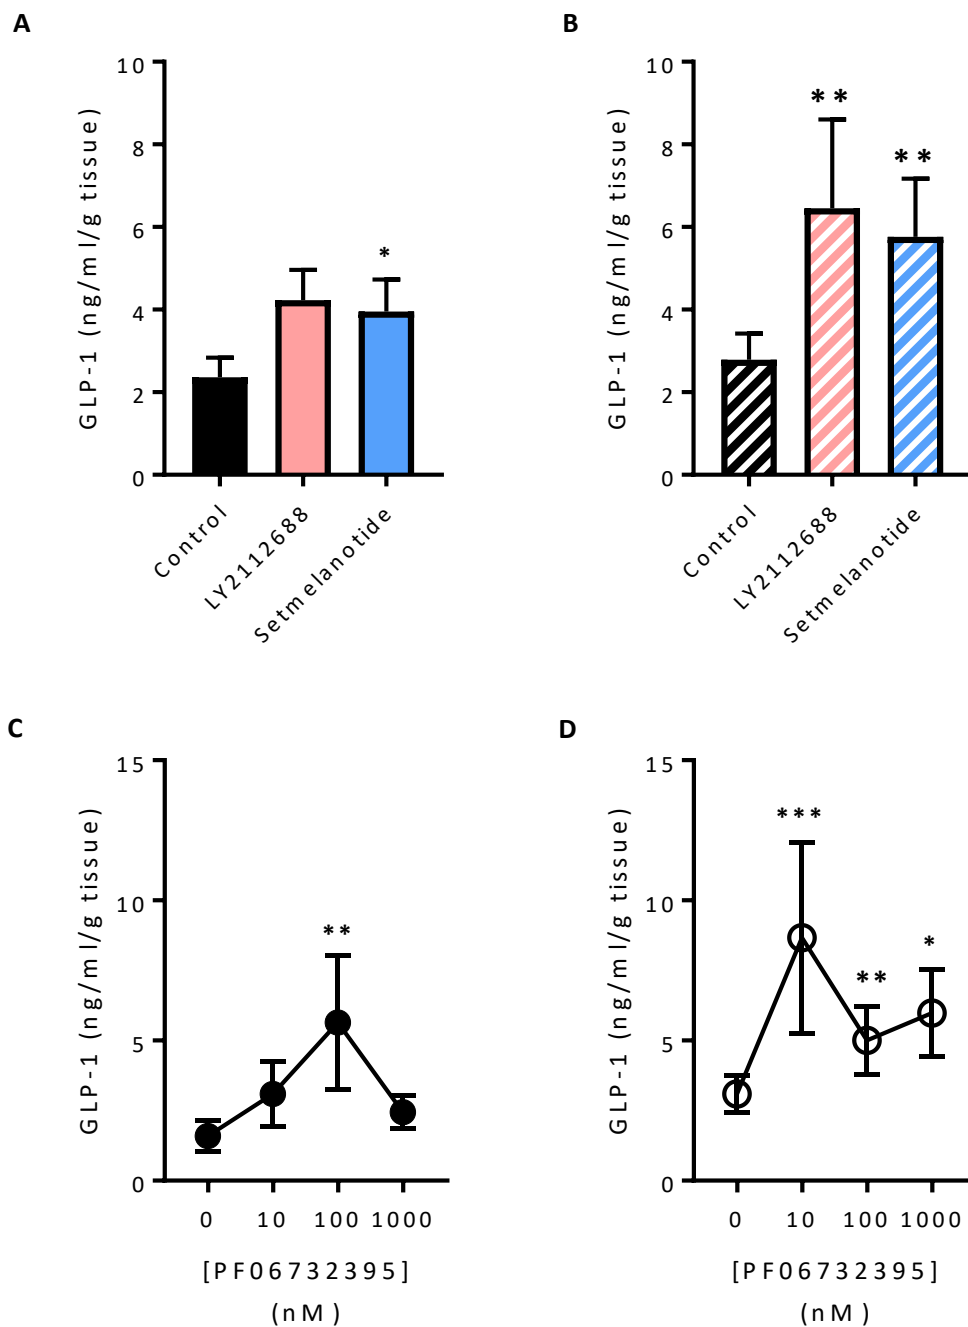 A
GLP-1 (ng/ml/g tissue)
10
8
6
4
2
0
*
Control
LY2112688
Setmelanotide
B
GLP-1 (ng/ml/g tissue)
10
8
6
4
2
0
**
**
Control
LY2112688
Setmelanotide
C
GLP-1 (ng/ml/g tissue)
15
10
5
0
**
0 10 100 1000
[PF06732395]
(nM)
D
GLP-1 (ng/ml/g tissue)
15
10
5
0
***
**
*
0 10 100 1000
[PF06732395]
(nM)